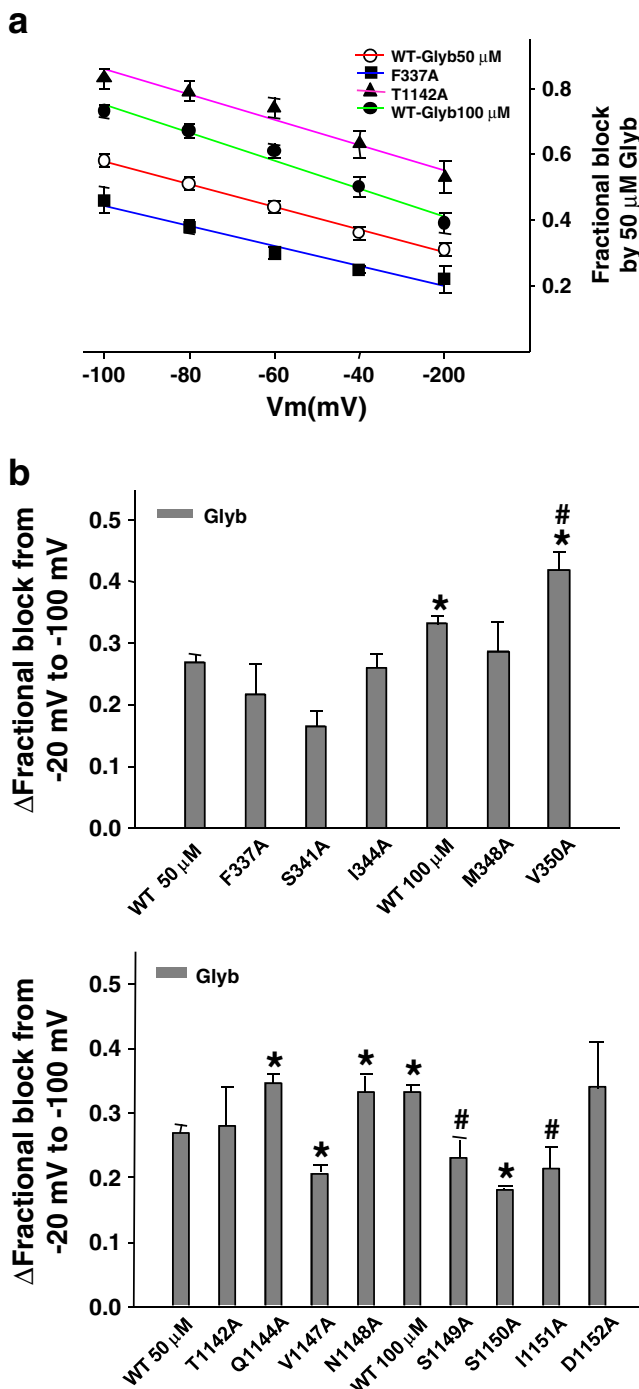 a
WT-Glyb50 μM
F337A
T1142A
WT-Glyb100 μM
0.8
0.6
0.4
0.2
Fractional block
by 50 μM Glyb
-100 -80 -60 -40 -200
Vm(mV)
b
Glyb
ΔFractional block from
-20 mV to -100 mV
0.5
0.4
0.3
0.2
0.1
0.0
*
#
*
WT 50 μM F337A S341A I344A WT 100 μM M348A V350A
Glyb
ΔFractional block from
-20 mV to -100 mV
0.5
0.4
0.3
0.2
0.1
0.0
* * * * # * #
WT 50 μM T1142A Q1144A V1147A N1148A WT 100 μM S1149A S1150A I1151A D1152A